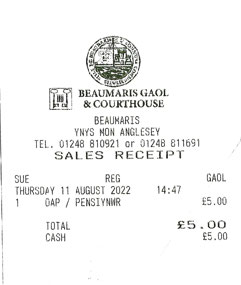 BEAUMARIS GAOL
& COURTHOUSE
BEAUMARIS
YNYS MON ANGLESEY
TEL. 01248 810921 or 01248 811691
SALES RECEIPT
SUE REG GAOL
THURSDAY 11 AUGUST 2022 14:47
1 OAP / PENSIYNWR £5.00
TOTAL £5.00
CASH £5.00